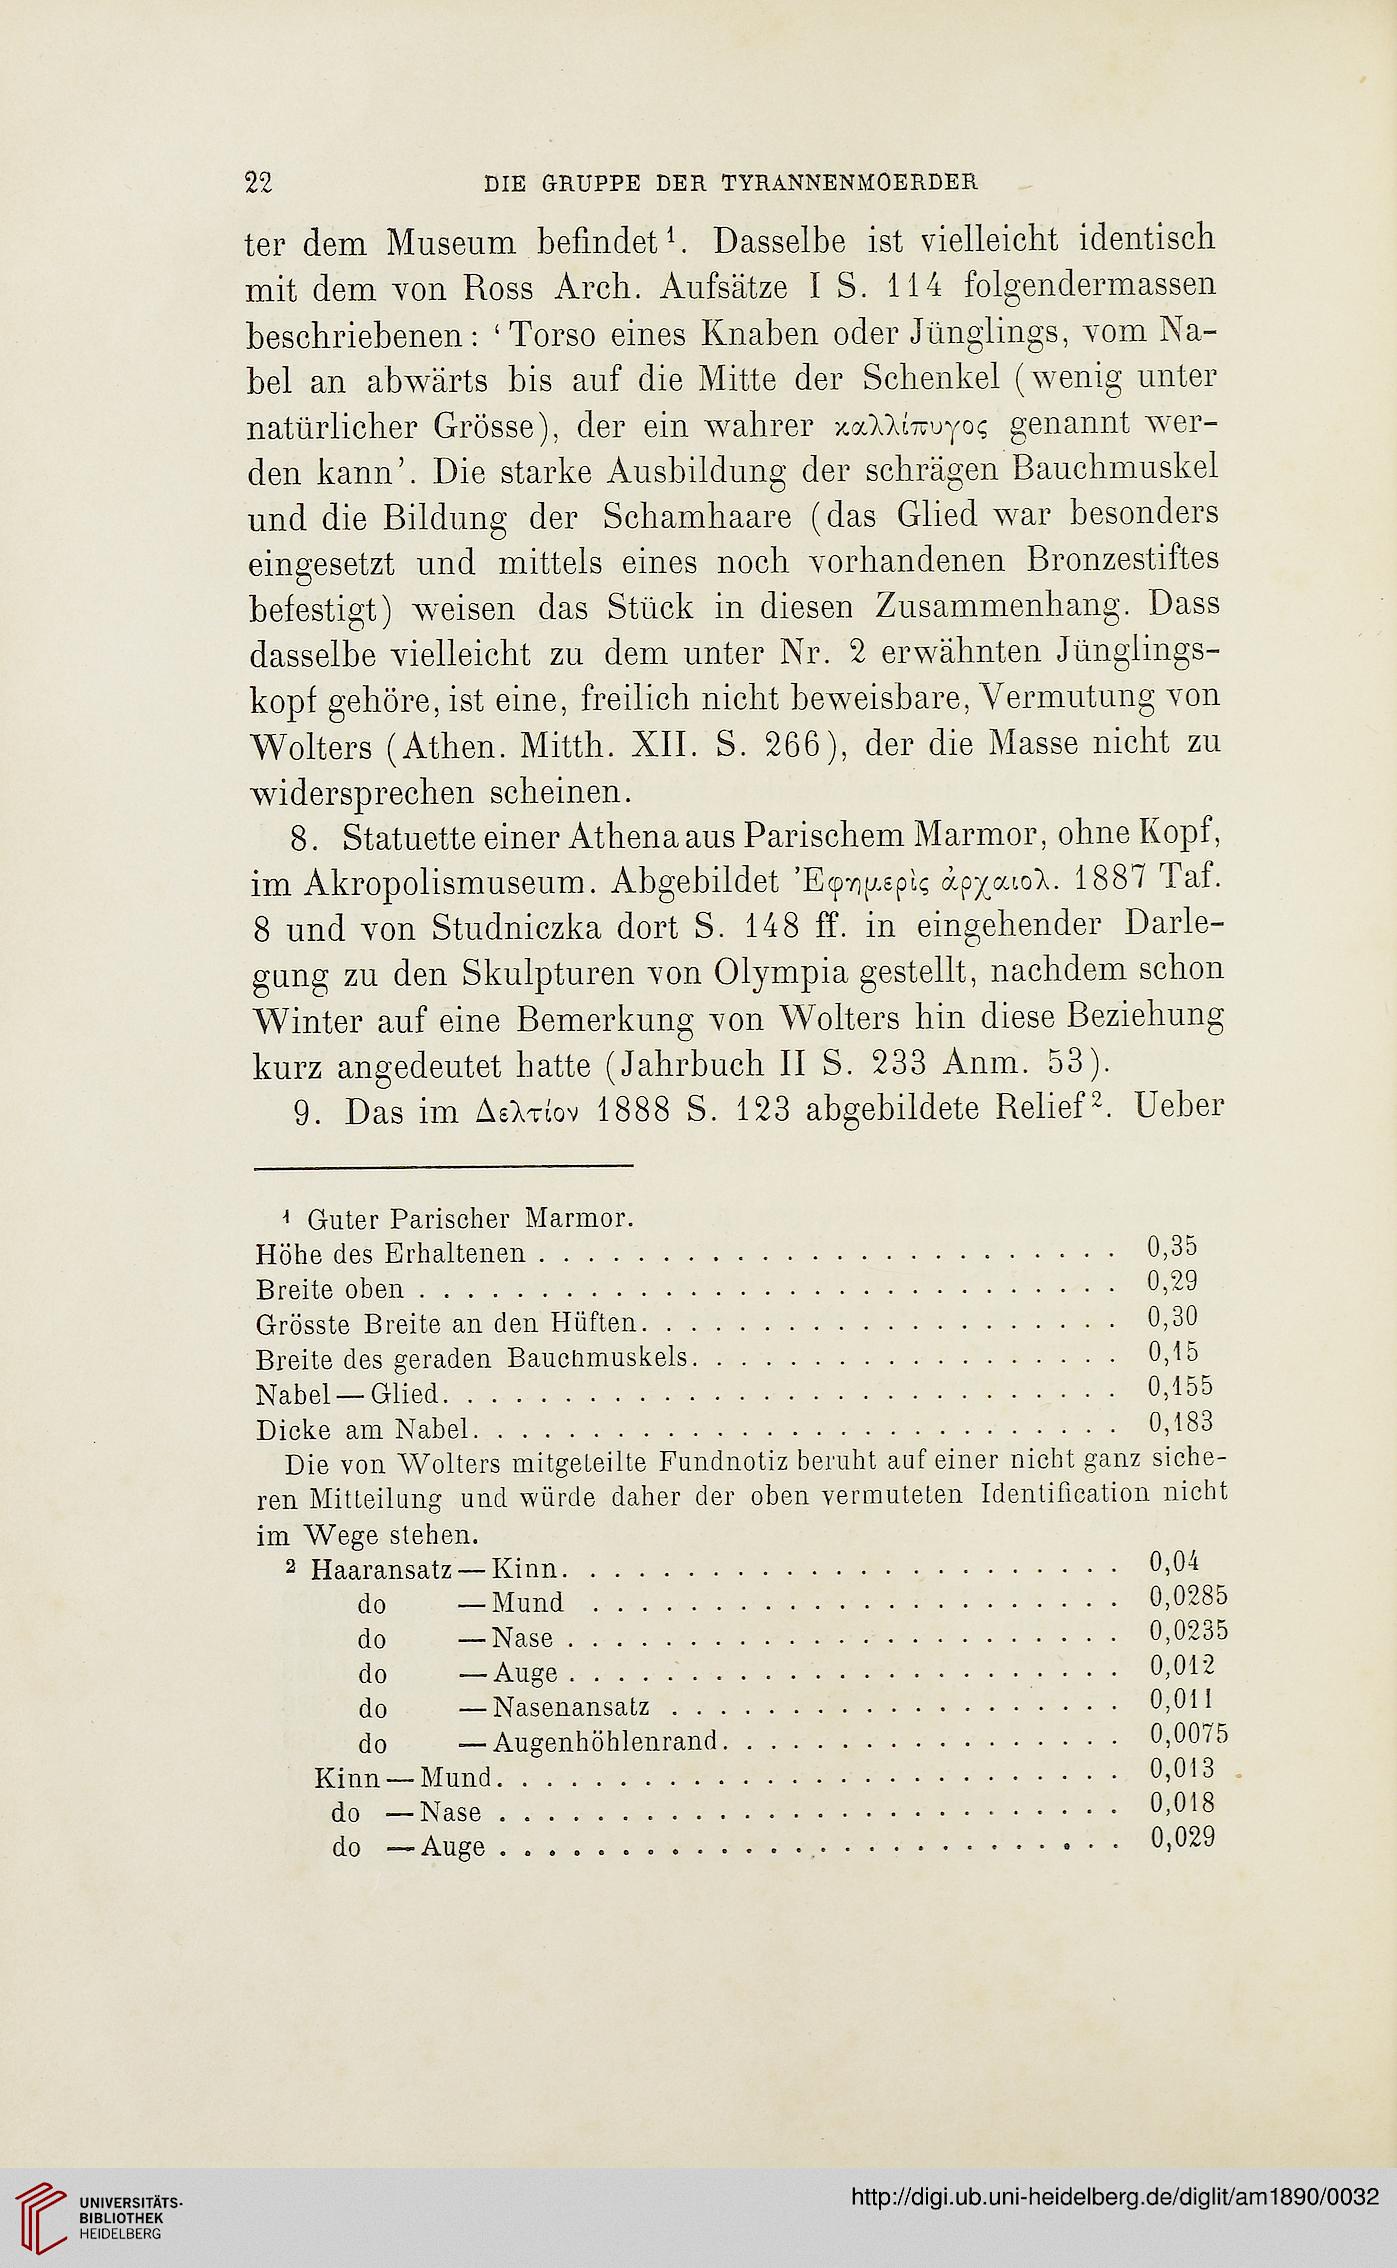 22 DIE GRUPPE DER TYRANNENMOERDER
ter dem Museum befindet¹. Dasselbe ist vielleicht identisch
mit dem von Ross Arch. Aufsätze I S. 114 folgendermassen
beschriebenen: ‘Torso eines Knaben oder Jünglings, vom Na-
bel an abwärts bis auf die Mitte der Schenkel (wenig unter
natürlicher Grösse), der ein wahrer καλλίπυγος genannt wer-
den kann’. Die starke Ausbildung der schrägen Bauchmuskel
und die Bildung der Schamhaare (das Glied war besonders
eingesetzt und mittels eines noch vorhandenen Bronzestiftes
befestigt) weisen das Stück in diesen Zusammenhang. Dass
dasselbe vielleicht zu dem unter Nr. 2 erwähnten Jünglings-
kopf gehöre, ist eine, freilich nicht beweisbare, Vermutung von
Wolters (Athen. Mitth. XII. S. 266), der die Masse nicht zu
widersprechen scheinen.
8. Statuette einer Athena aus Parischem Marmor, ohne Kopf,
im Akropolismuseum. Abgebildet Ἐφημερὶς ἀρχαιολ. 1887 Taf.
8 und von Studniczka dort S. 148 ff. in eingehender Darle-
gung zu den Skulpturen von Olympia gestellt, nachdem schon
Winter auf eine Bemerkung von Wolters hin diese Beziehung
kurz angedeutet hatte (Jahrbuch II S. 233 Anm. 53).
9. Das im Δελτίον 1888 S. 123 abgebildete Relief². Ueber
¹ Guter Parischer Marmor.
Höhe des Erhaltenen . . . . . . . . . . . . . . . . . . . . . . . . 0,35
Breite oben . . . . . . . . . . . . . . . . . . . . . . . . . . . . . 0,29
Grösste Breite an den Hüften. . . . . . . . . . . . . . . . . . . . 0,30
Breite des geraden Bauchmuskels. . . . . . . . . . . . . . . . . . 0,15
Nabel — Glied. . . . . . . . . . . . . . . . . . . . . . . . . . . . 0,155
Dicke am Nabel. . . . . . . . . . . . . . . . . . . . . . . . . . . 0,183
Die von Wolters mitgeteilte Fundnotiz beruht auf einer nicht ganz siche-
ren Mitteilung und würde daher der oben vermuteten Identification nicht
im Wege stehen.
² Haaransatz — Kinn. . . . . . . . . . . . . . . . . . . . . . . . 0,04
do — Mund . . . . . . . . . . . . . . . . . . . . . . 0,0285
do — Nase . . . . . . . . . . . . . . . . . . . . . . . 0,0235
do — Auge . . . . . . . . . . . . . . . . . . . . . . . 0,012
do — Nasenansatz . . . . . . . . . . . . . . . . . . . 0,011
do — Augenhöhlenrand. . . . . . . . . . . . . . . . . 0,0075
Kinn — Mund. . . . . . . . . . . . . . . . . . . . . . . . . . 0,013
do — Nase . . . . . . . . . . . . . . . . . . . . . . . . . . 0,018
do — Auge . . . . . . . . . . . . . . . . . . . . . . . . . . 0,029
UNIVERSITÄTS-
BIBLIOTHEK
HEIDELBERG
http://digi.ub.uni-heidelberg.de/diglit/am1890/0032